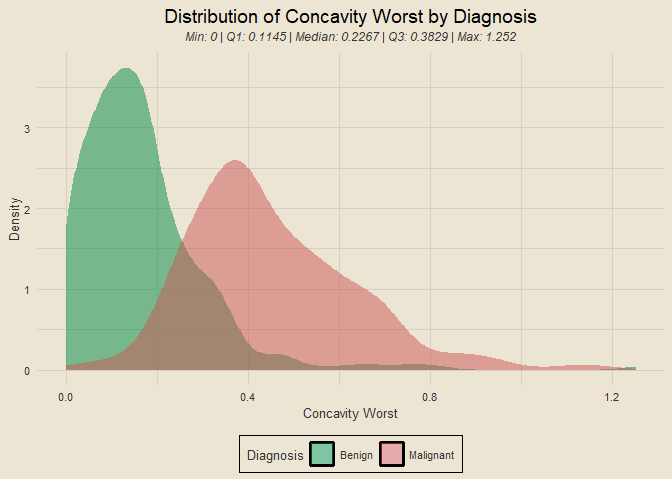 Distribution of Concavity Worst by Diagnosis
Min: 0 | Q1: 0.1145 | Median: 0.2267 | Q3: 0.3829 | Max: 1.252
3
2
1
0
Density
0.0 0.4 0.8 1.2
Concavity Worst
Diagnosis Benign Malignant